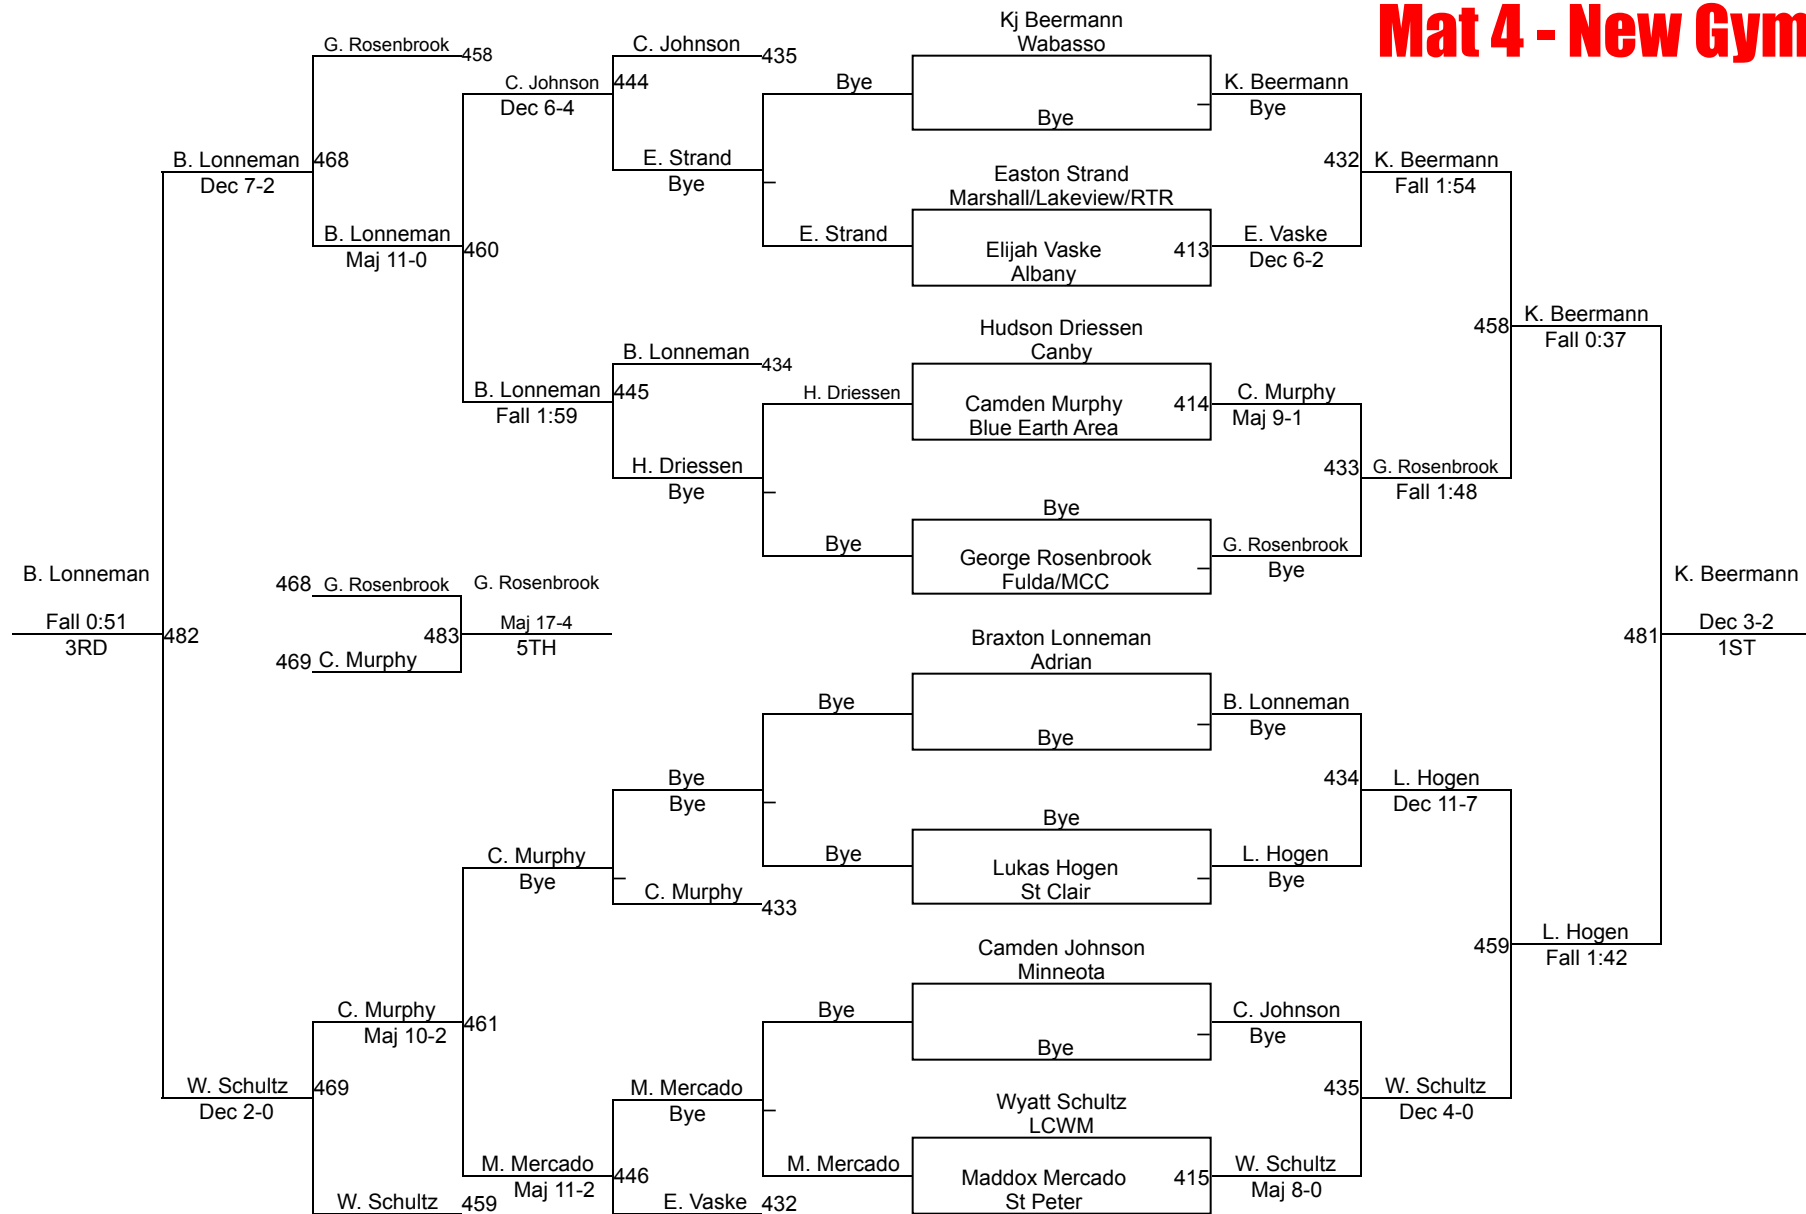 Mat 4 - New Gym
Kj Beermann
Wabasso
G. Rosenbrook
458
C. Johnson
435
C. Johnson
444
Dec 6-4
Bye
Bye
K. Beermann
Bye
B. Lonneman
468
Dec 7-2
E. Strand
Bye
Easton Strand
Marshall/Lakeview/RTR
432
K. Beermann
Fall 1:54
B. Lonneman
460
Maj 11-0
E. Strand
Elijah Vaske
Albany
413
E. Vaske
Dec 6-2
Hudson Driessen
Canby
458
K. Beermann
Fall 0:37
B. Lonneman
434
B. Lonneman
445
Fall 1:59
H. Driessen
Camden Murphy
Blue Earth Area
414
C. Murphy
Maj 9-1
H. Driessen
Bye
433
G. Rosenbrook
Fall 1:48
Bye
Bye
George Rosenbrook
Fulda/MCC
G. Rosenbrook
Bye
B. Lonneman
Fall 0:51
3RD
482
468
G. Rosenbrook
G. Rosenbrook
483
Maj 17-4
5TH
469
C. Murphy
K. Beermann
481
Dec 3-2
1ST
Braxton Lonneman
Adrian
Bye
Bye
B. Lonneman
Bye
Bye
Bye
434
L. Hogen
Dec 11-7
Bye
Bye
Lukas Hogen
St Clair
L. Hogen
Bye
C. Murphy
Bye
C. Murphy
433
Camden Johnson
Minneota
459
L. Hogen
Fall 1:42
C. Murphy
461
Maj 10-2
Bye
Bye
C. Johnson
Bye
W. Schultz
469
Dec 2-0
M. Mercado
Bye
Wyatt Schultz
LCWM
435
W. Schultz
Dec 4-0
M. Mercado
446
Maj 11-2
M. Mercado
Maddox Mercado
St Peter
415
W. Schultz
Maj 8-0
W. Schultz
459
E. Vaske
432